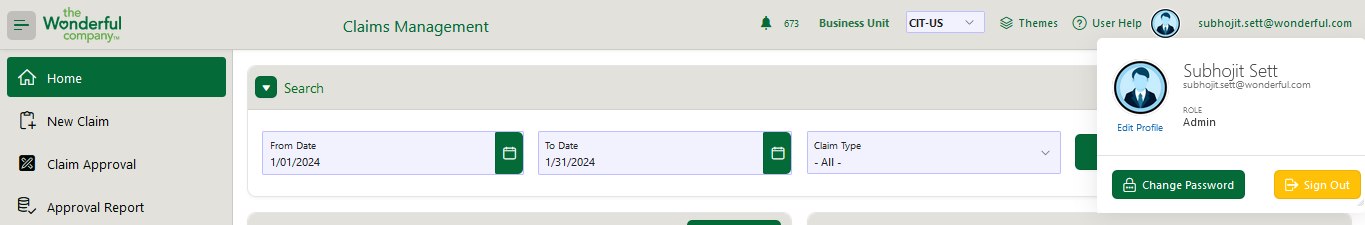 the
Wonderful
company™
Claims Management
673
Business Unit
CIT-US
Themes
User Help
subhojit.sett@wonderful.com
Home
New Claim
Claim Approval
Approval Report
Search
From Date
1/01/2024
To Date
1/31/2024
Claim Type
- All -
Subhojit Sett
subhojit.sett@wonderful.com
ROLE
Admin
Edit Profile
Change Password
Sign Out